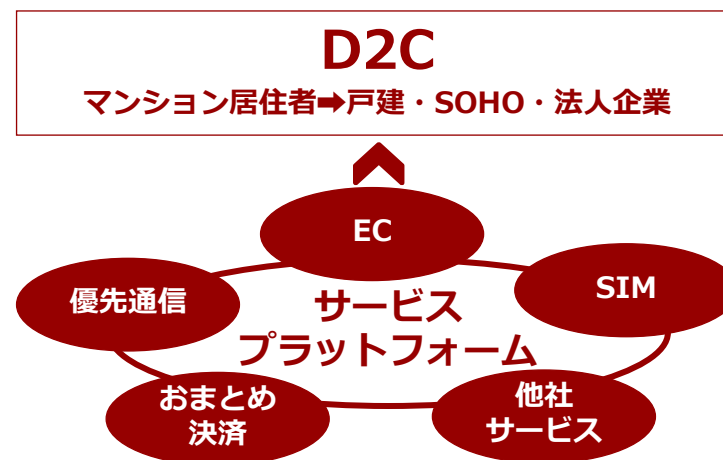 D2C
マンション居住者➡戸建・SOHO・法人企業
EC
優先通信
SIM
サービス
プラットフォーム
おまとめ
決済
他社
サービス